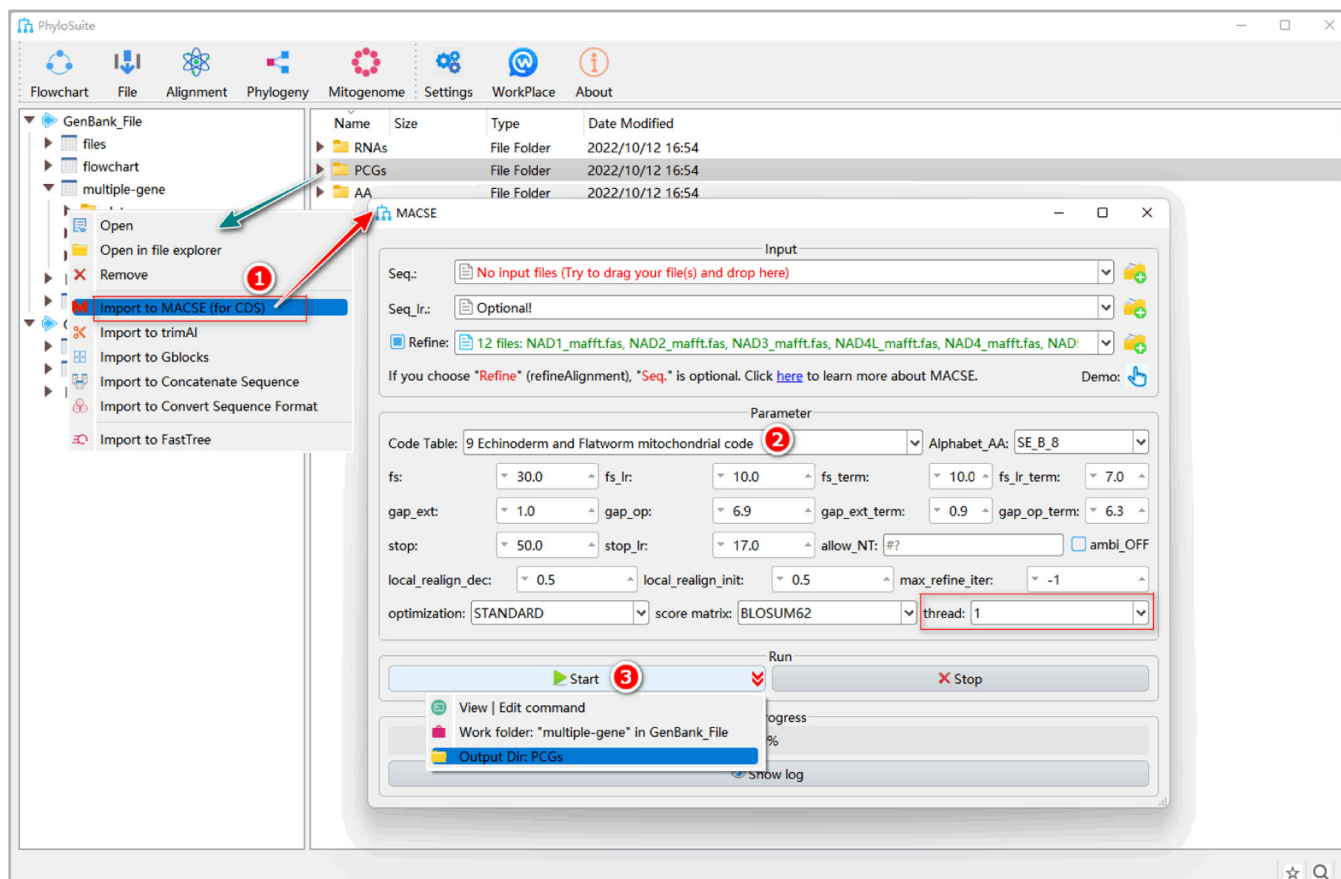 PhyloSuite
Flowchart File Alignment Phylogeny Mitogenome Settings WorkPlace About
GenBank_File
files
flowchart
multiple-gene
Name Size Type Date Modified
RNAs File Folder 2022/10/12 16:54
PCGs File Folder 2022/10/12 16:54
AA File Folder 2022/10/12 16:54
Open
Open in file explorer
Remove
1
Import to MACSE (for CDS)
Import to trimAl
Import to Gblocks
Import to Concatenate Sequence
Import to Convert Sequence Format
Import to FastTree
MACSE
Input
Seq.: No input files (Try to drag your file(s) and drop here)
Seq_lr.: Optional!
Refine: 12 files: NAD1_mafft.fas, NAD2_mafft.fas, NAD3_mafft.fas, NAD4L_mafft.fas, NAD4_mafft.fas, NAD5
If you choose "Refine" (refineAlignment), "Seq." is optional. Click here to learn more about MACSE. Demo:
Parameter
Code Table: 9 Echinoderm and Flatworm mitochondrial code 2 Alphabet_AA: SE_B_8
fs: 30.0 fs_lr: 10.0 fs_term: 10.0 fs_lr_term: 7.0
gap_ext: 1.0 gap_op: 6.9 gap_ext_term: 0.9 gap_op_term: 6.3
stop: 50.0 stop_lr: 17.0 allow_NT: #? ambi_OFF
local_realign_dec: 0.5 local_realign_init: 0.5 max_refine_iter: -1
optimization: STANDARD score matrix: BLOSUM62 thread: 1
Run
Start 3 Stop
View | Edit command
Work folder: "multiple-gene" in GenBank_File
Output Dir: PCGs
ogress
%
Show log